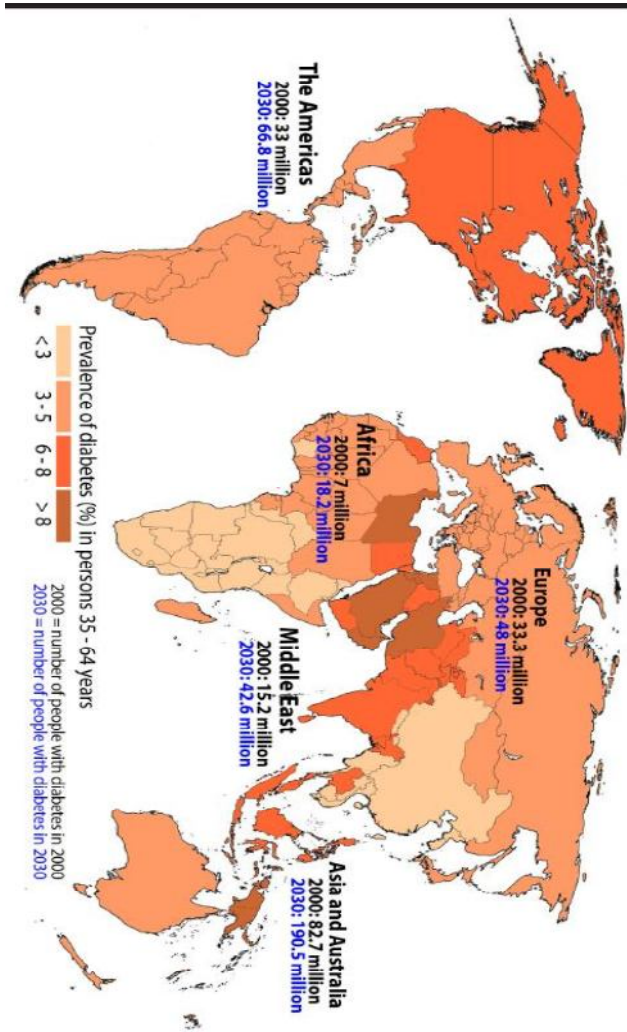 The Americas
2000: 33 million
2030: 66.8 million
Europe
2000: 33.3 million
2030: 48 million
Africa
2000: 7 million
2030: 18.2 million
Middle East
2000: 15.2 million
2030: 42.6 million
Asia and Australia
2000: 82.7 million
2030: 190.5 million
Prevalence of diabetes (%) in persons 35 - 64 years
<3 3-5 6-8 >8
2000 = number of people with diabetes in 2000
2030 = number of people with diabetes in 2030